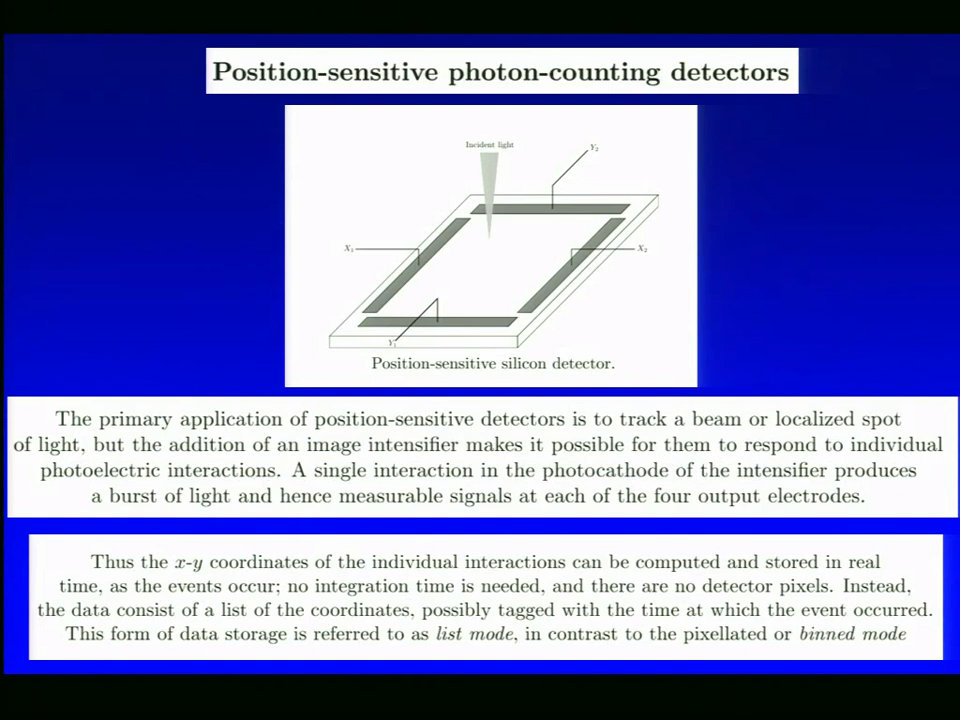 Position-sensitive photon-counting detectors
Incident light
Y₂
X₁
X₂
Y₁
Position-sensitive silicon detector.
The primary application of position-sensitive detectors is to track a beam or localized spot
of light, but the addition of an image intensifier makes it possible for them to respond to individual
photoelectric interactions. A single interaction in the photocathode of the intensifier produces
a burst of light and hence measurable signals at each of the four output electrodes.
Thus the x-y coordinates of the individual interactions can be computed and stored in real
time, as the events occur; no integration time is needed, and there are no detector pixels. Instead,
the data consist of a list of the coordinates, possibly tagged with the time at which the event occurred.
This form of data storage is referred to as list mode, in contrast to the pixellated or binned mode